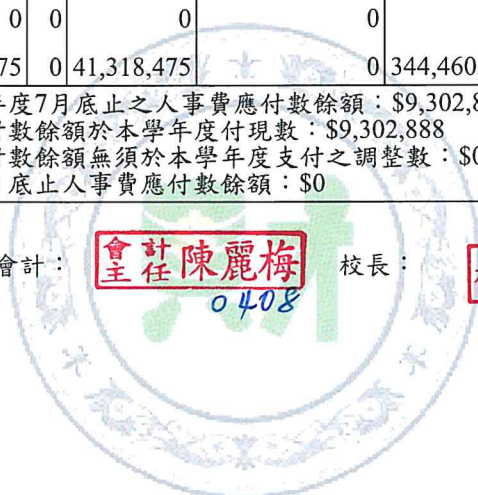 0 0 0 0
75 0 41,318,475 0 344,460
度7月底止之人事費應付數餘額：$9,302,8
付數餘額於本學年度付現數：$9,302,888
付數餘額無須於本學年度支付之調整數：$0
底止人事費應付數餘額：$0
會計： 會計主任 陳麗梅 校長：
0408